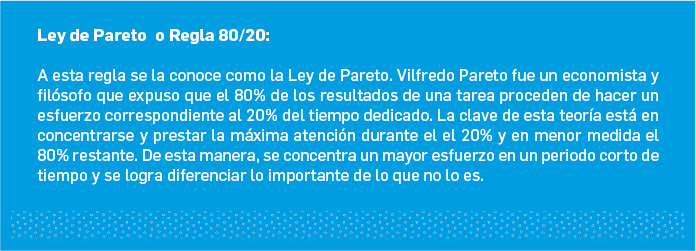 Ley de Pareto  o Regla 80/20:
A esta regla se la conoce como la Ley de Pareto. Vilfredo Pareto fue un economista y
filósofo que expuso que el 80% de los resultados de una tarea proceden de hacer un
esfuerzo correspondiente al 20% del tiempo dedicado. La clave de esta teoría está en
concentrarse y prestar la máxima atención durante el el 20% y en menor medida el
80% restante. De esta manera, se concentra un mayor esfuerzo en un periodo corto de
tiempo y se logra diferenciar lo importante de lo que no lo es.